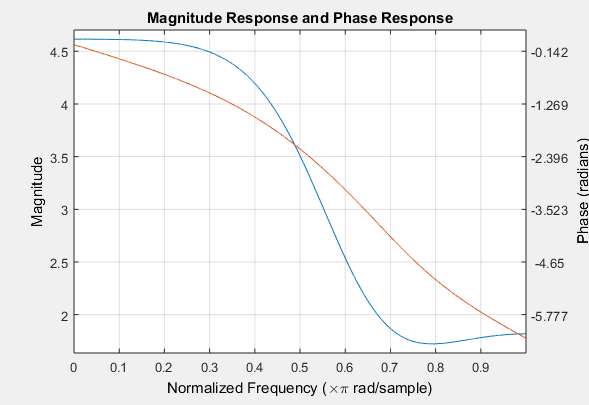 Magnitude Response and Phase Response
4.5
4
3.5
3
2.5
2
Magnitude
-0.142
-1.269
-2.396
-3.523
-4.65
-5.777
Phase (radians)
0 0.1 0.2 0.3 0.4 0.5 0.6 0.7 0.8 0.9
Normalized Frequency (×π rad/sample)